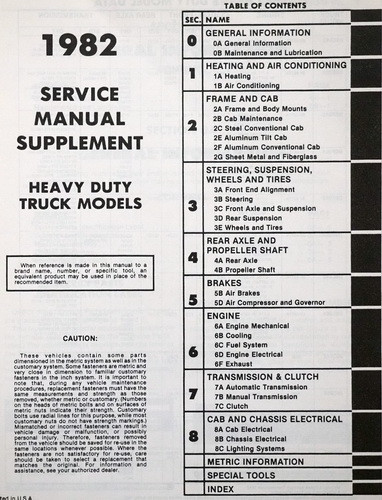 1982
SERVICE
MANUAL
SUPPLEMENT
HEAVY DUTY
TRUCK MODELS
When reference is made in this manual to a
brand name, number, or specific tool, an
equivalent product may be used in place of the
recommended item.
CAUTION:
These vehicles contain some parts
dimensioned in the metric system as well as in the
customary system. Some fasteners are metric and
very close in dimension to familiar customary
fasteners in the inch system. It is important to
note that, during any vehicle maintenance
procedures, replacement fasteners must have the
same measurements and strength as those
removed, whether metric or customary. (Numbers
on the heads of metric bolts and on surfaces of
metric nuts indicate their strength. Customary
bolts use radial lines for this purpose, while most
customary nuts do not have strength markings.)
Mismatched or incorrect fasteners can result in
vehicle damage or malfunction, or possibly
personal injury. Therefore, fasteners removed
from the vehicle should be saved for re-use in the
same locations whenever possible. Where the
fasteners are not satisfactory for re-use, care
should be taken to select a replacement that
matches the original. For information and
assistance, see your authorized dealer.
ted in U.S.A.
TABLE OF CONTENTS
SEC. NAME
0 GENERAL INFORMATION
0A General Information
0B Maintenance and Lubrication
1 HEATING AND AIR CONDITIONING
1A Heating
1B Air Conditioning
2 FRAME AND CAB
2A Frame and Body Mounts
2B Cab Maintenance
2C Steel Conventional Cab
2E Aluminum Tilt Cab
2F Aluminum Conventional Cab
2G Sheet Metal and Fiberglass
3 STEERING, SUSPENSION,
WHEELS AND TIRES
3A Front End Alignment
3B Steering
3C Front Axle and Suspension
3D Rear Suspension
3E Wheels and Tires
4 REAR AXLE AND
PROPELLER SHAFT
4A Rear Axle
4B Propeller Shaft
5 BRAKES
5B Air Brakes
5D Air Compressor and Governor
6 ENGINE
6A Engine Mechanical
6B Cooling
6C Fuel System
6D Engine Electrical
6F Exhaust
7 TRANSMISSION & CLUTCH
7A Automatic Transmission
7B Manual Transmission
7C Clutch
8 CAB AND CHASSIS ELECTRICAL
8A Cab Electrical
8B Chassis Electrical
8C Lighting Systems
METRIC INFORMATION
SPECIAL TOOLS
INDEX